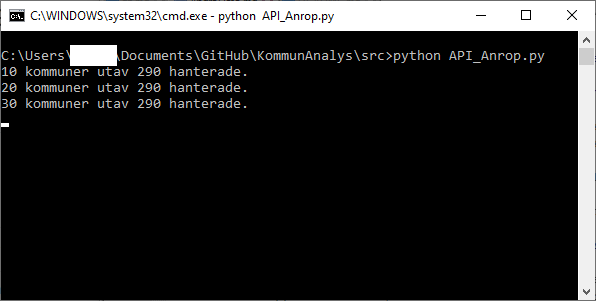 C:\WINDOWS\system32\cmd.exe - python  API_Anrop.py
C:\Users\ \Documents\GitHub\KommunAnalys\src>python API_Anrop.py
10 kommuner utav 290 hanterade.
20 kommuner utav 290 hanterade.
30 kommuner utav 290 hanterade.